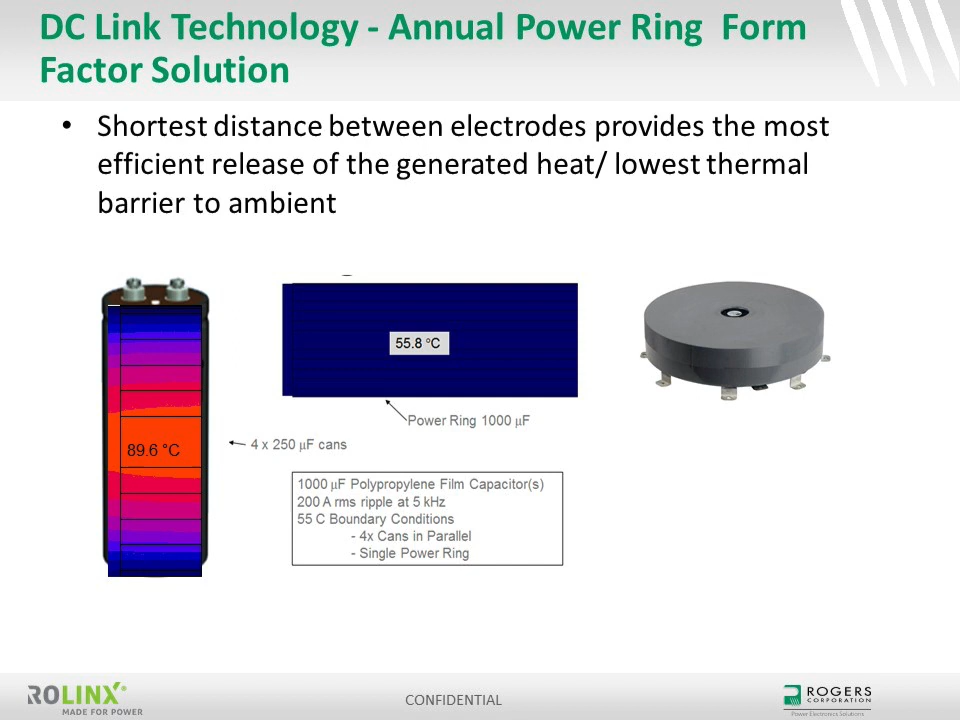 DC Link Technology - Annual Power Ring  Form
Factor Solution
• Shortest distance between electrodes provides the most
efficient release of the generated heat/ lowest thermal
barrier to ambient
55.8 °C
Power Ring 1000 µF
89.6 °C
4 x 250 µF cans
1000 µF Polypropylene Film Capacitor(s)
200 A rms ripple at 5 kHz
55 C Boundary Conditions
- 4x Cans in Parallel
- Single Power Ring
ROLINX®
MADE FOR POWER
CONFIDENTIAL
ROGERS
CORPORATION
Power Electronics Solutions